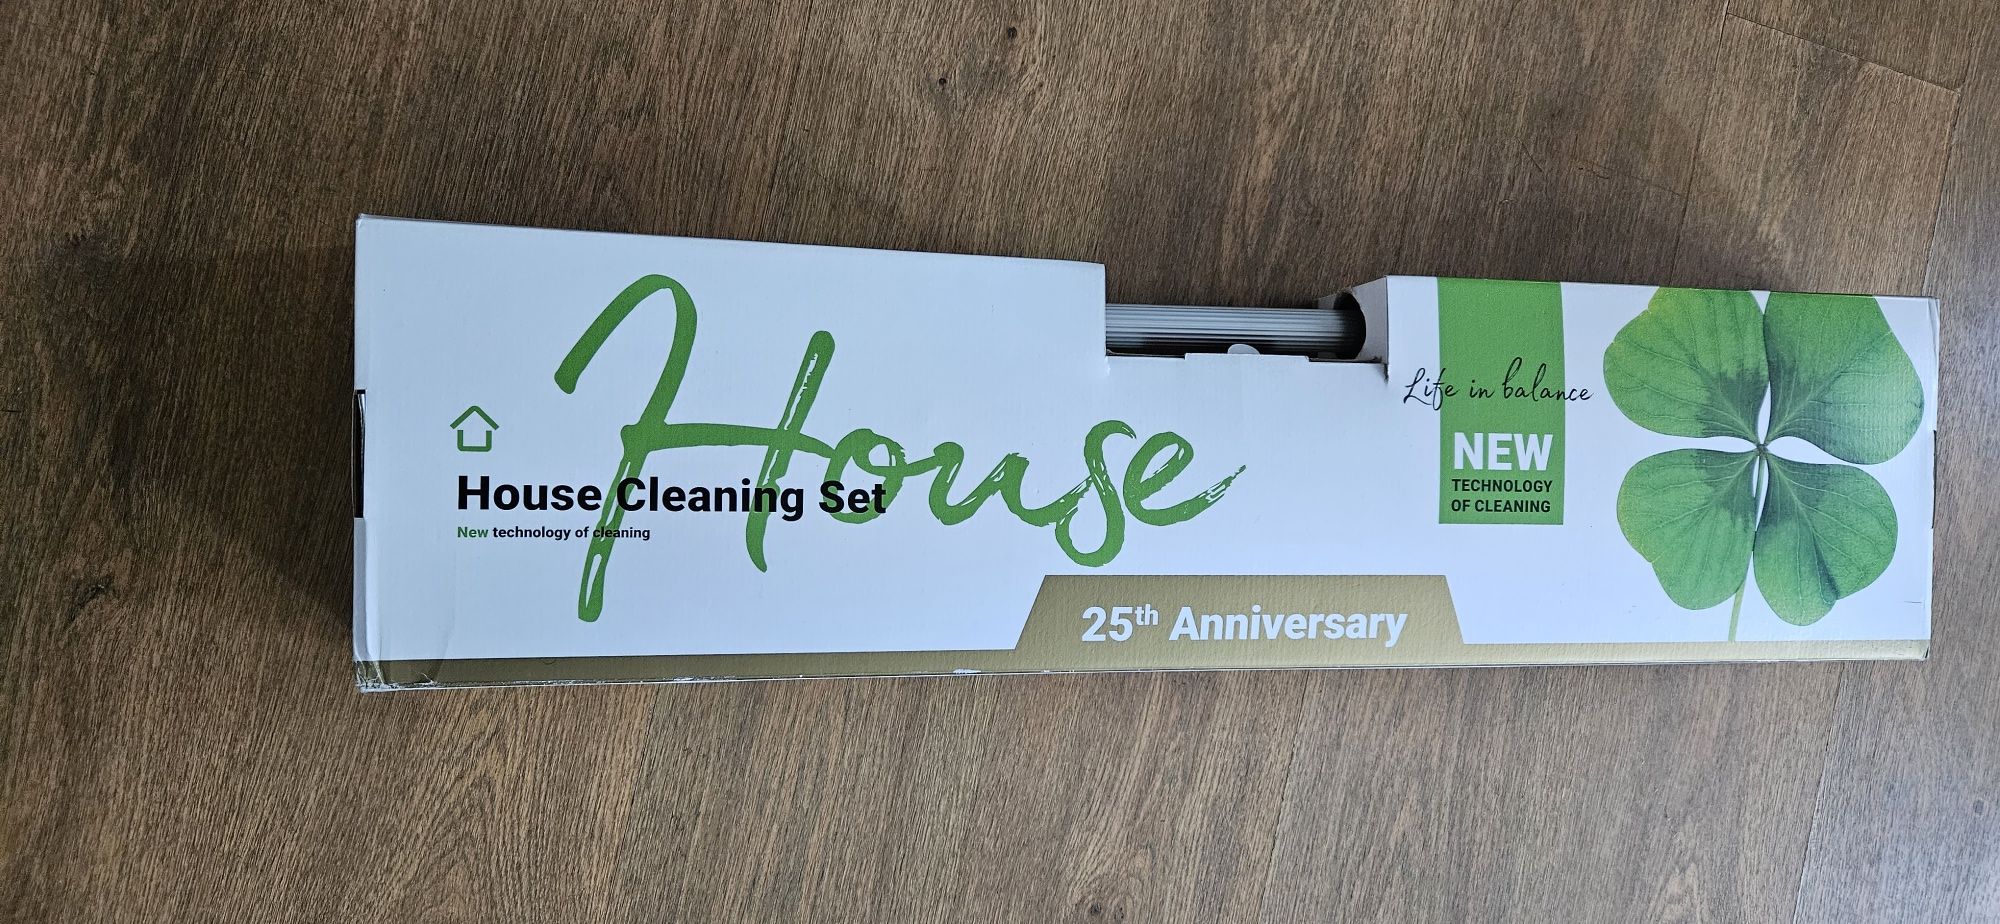 House
House Cleaning Set
New technology of cleaning
Life in balance
NEW
TECHNOLOGY
OF CLEANING
25th Anniversary